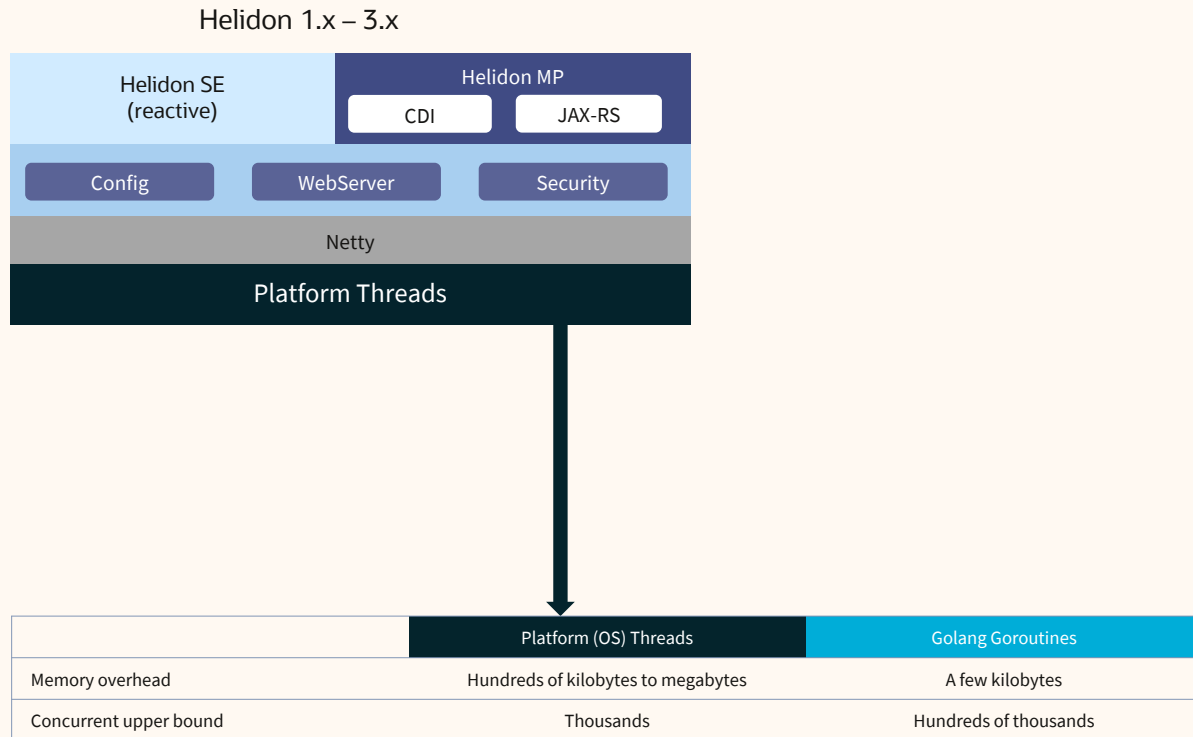 Helidon 1.x – 3.x
Helidon SE
(reactive)
Helidon MP
CDI
JAX-RS
Config
WebServer
Security
Netty
Platform Threads
Platform (OS) Threads
Golang Goroutines
Memory overhead
Hundreds of kilobytes to megabytes
A few kilobytes
Concurrent upper bound
Thousands
Hundreds of thousands